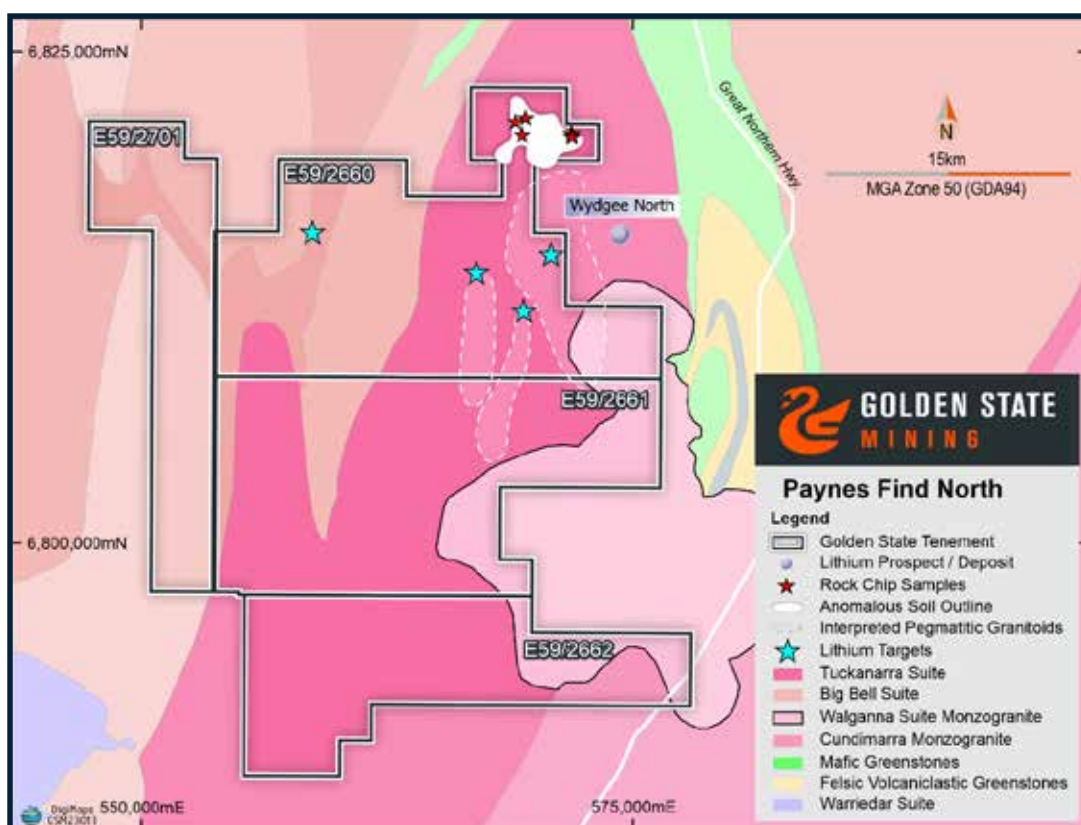 6,825,000mN
Great Northern Hwy
N
15km
MGA Zone 50 (GDA94)
E59/2701
E59/2660
Wydgee North
E59/2661
6,800,000mN
E59/2662
GOLDEN STATE
MINING
Paynes Find North
Legend
Golden State Tenement
Lithium Prospect / Deposit
Rock Chip Samples
Anomalous Soil Outline
Interpreted Pegmatitic Granitoids
Lithium Targets
Tuckanarra Suite
Big Bell Suite
Walganna Suite Monzogranite
Cundimarra Monzogranite
Mafic Greenstones
Felsic Volcaniclastic Greenstones
Warriedar Suite
DigiMaps
550,000mE
575,000mE